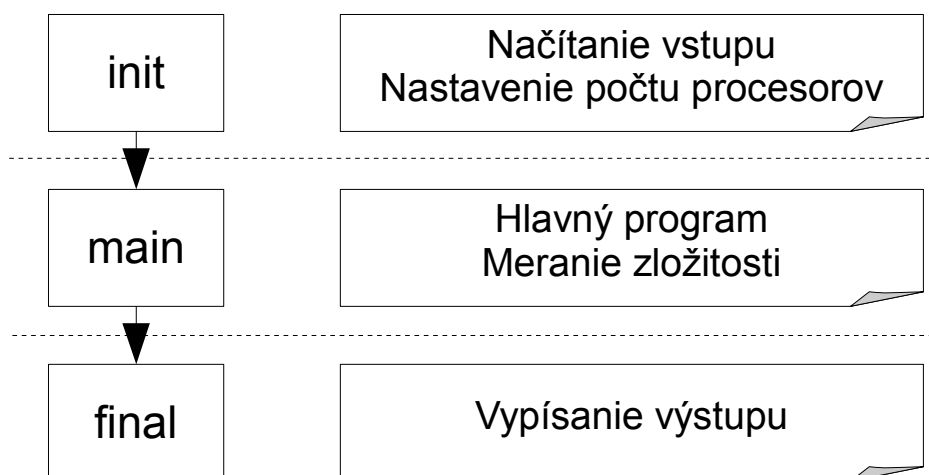 init
Načítanie vstupu
Nastavenie počtu procesorov
main
Hlavný program
Meranie zložitosti
final
Vypísanie výstupu